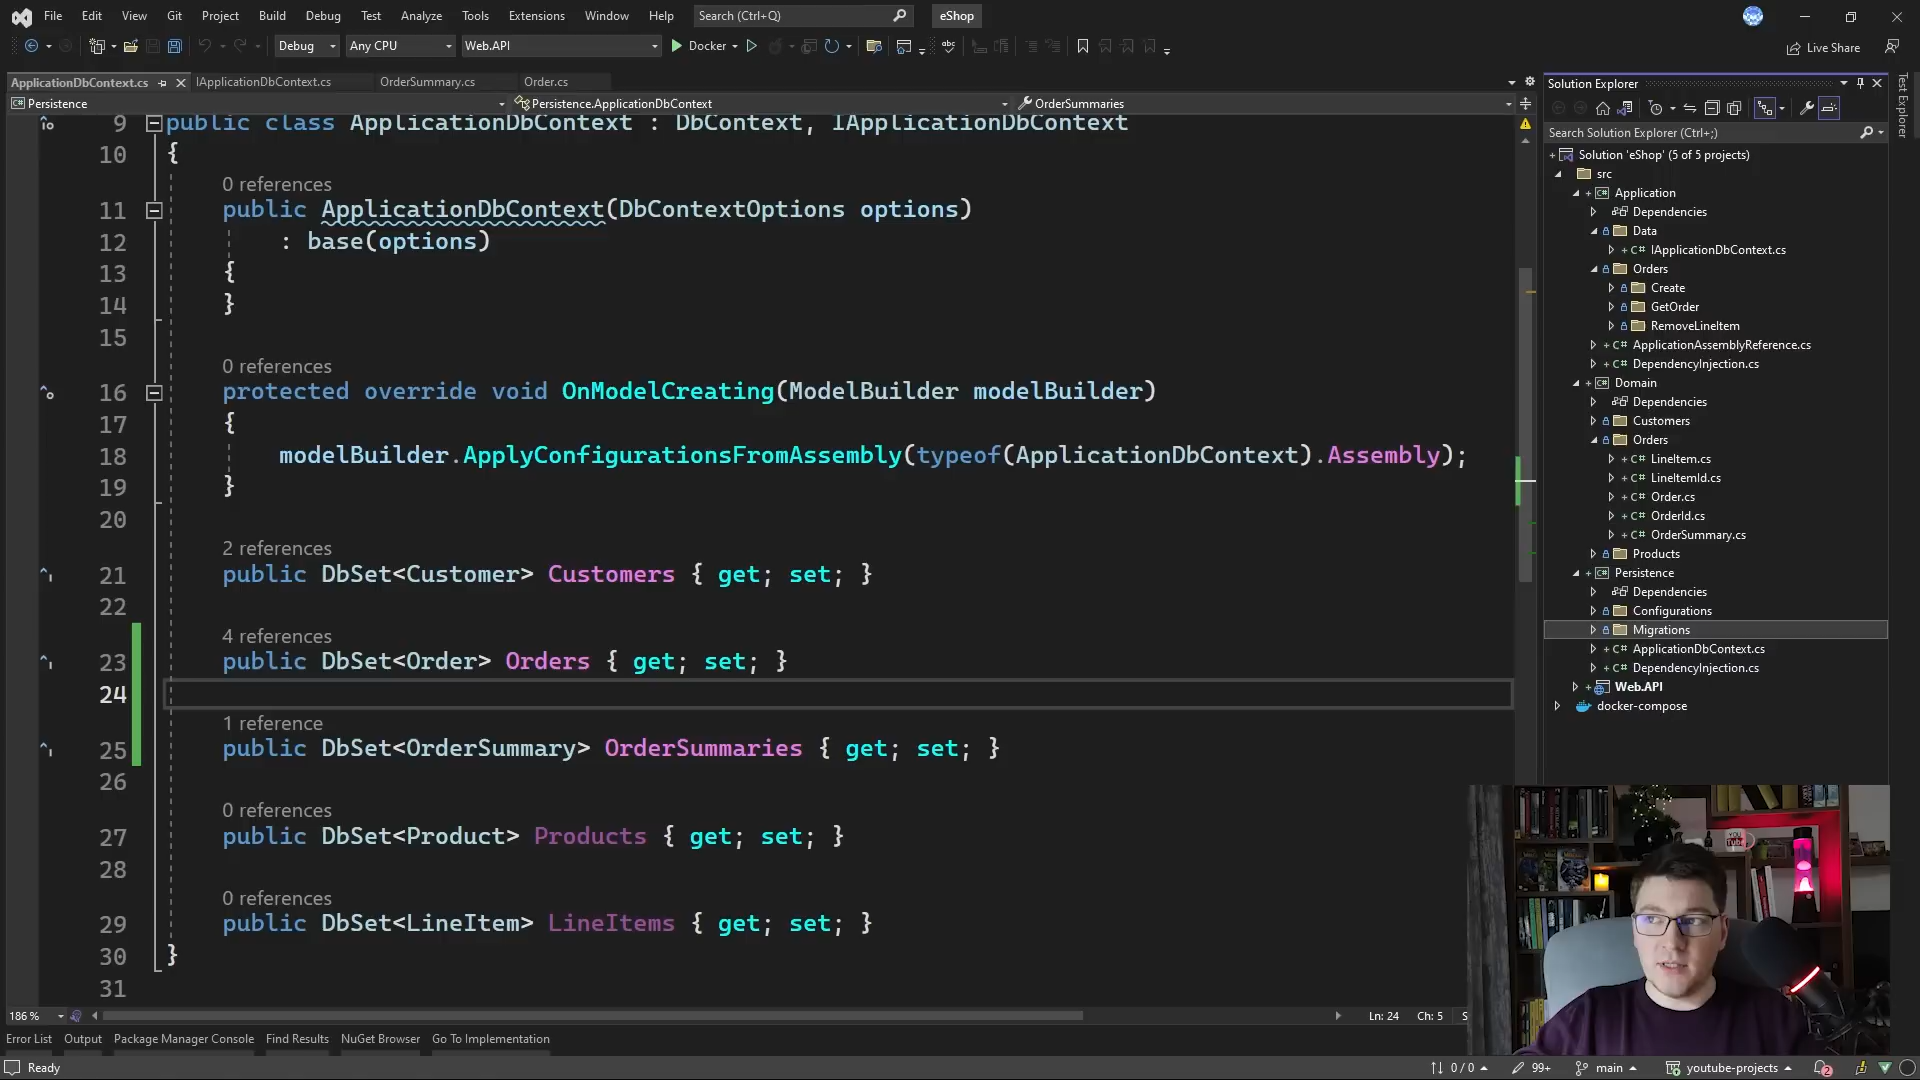 File Edit View Git Project Build Debug Test Analyze Tools Extensions Window Help Search (Ctrl+Q) eShop
Debug Any CPU Web.API Docker Live Share
ApplicationDbContext.cs IApplicationDbContext.cs OrderSummary.cs Order.cs
Persistence Persistence.ApplicationDbContext OrderSummaries
9 public class ApplicationDbContext : DbContext, IApplicationDbContext
10 {
0 references
11 public ApplicationDbContext(DbContextOptions options)
12 : base(options)
13 {
14 }
15
0 references
16 protected override void OnModelCreating(ModelBuilder modelBuilder)
17 {
18 modelBuilder.ApplyConfigurationsFromAssembly(typeof(ApplicationDbContext).Assembly);
19 }
20
2 references
21 public DbSet<Customer> Customers { get; set; }
22
4 references
23 public DbSet<Order> Orders { get; set; }
24
1 reference
25 public DbSet<OrderSummary> OrderSummaries { get; set; }
26
0 references
27 public DbSet<Product> Products { get; set; }
28
0 references
29 public DbSet<LineItem> LineItems { get; set; }
30 }
31
186 % Ln: 24 Ch: 5 S
Error List Output Package Manager Console Find Results NuGet Browser Go To Implementation
Ready 0 / 0 99+ main youtube-projects 2
Solution Explorer
Search Solution Explorer (Ctrl+;)
Solution 'eShop' (5 of 5 projects)
src
Application
Dependencies
Data
IApplicationDbContext.cs
Orders
Create
GetOrder
RemoveLineItem
ApplicationAssemblyReference.cs
DependencyInjection.cs
Domain
Dependencies
Customers
Orders
LineItem.cs
LineItemId.cs
Order.cs
OrderId.cs
OrderSummary.cs
Products
Persistence
Dependencies
Configurations
Migrations
ApplicationDbContext.cs
DependencyInjection.cs
Web.API
docker-compose
Test Explorer